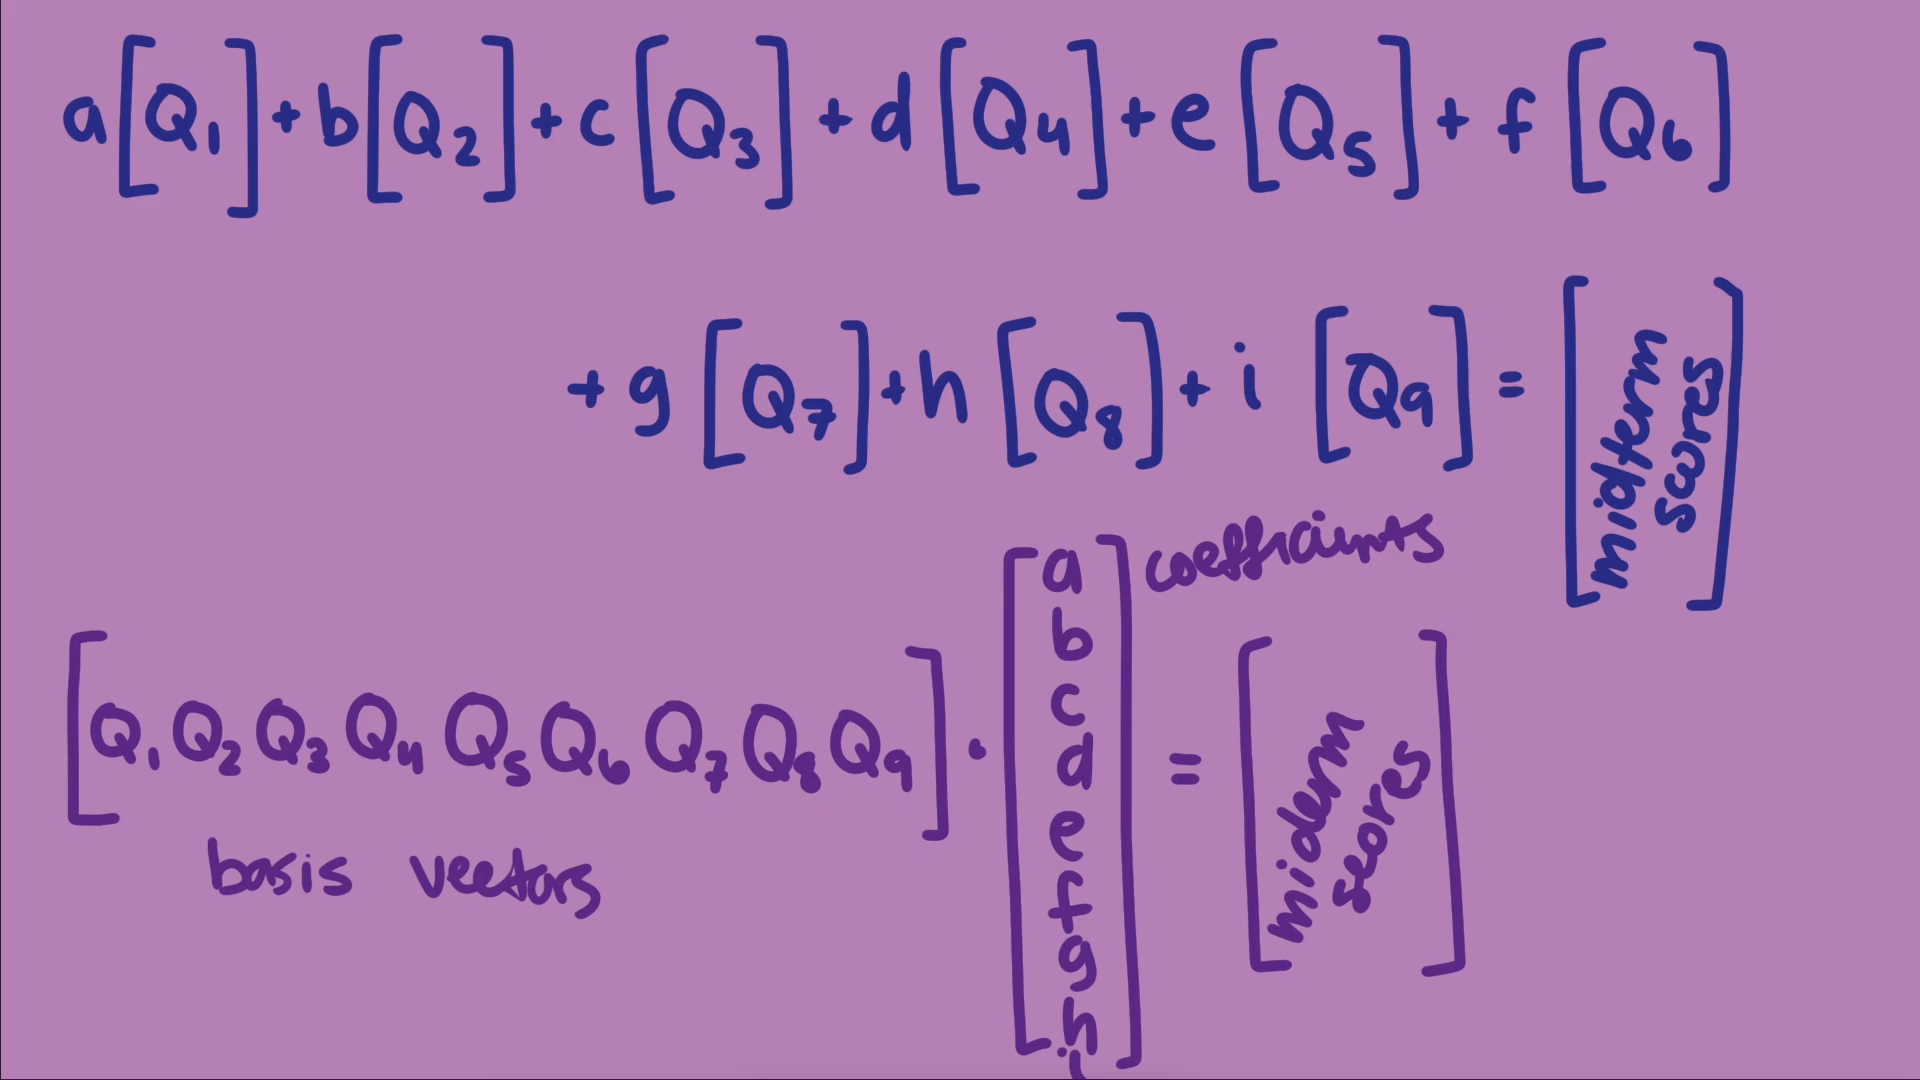 a[Q1]+b[Q2]+c[Q3]+d[Q4]+e[Q5]+f[Q6]
+g[Q7]+h[Q8]+i[Q9]=[midterm scores]
coefficients
[Q1 Q2 Q3 Q4 Q5 Q6 Q7 Q8 Q9]·[a b c d e f g h i]=[midterm scores]
basis vectors